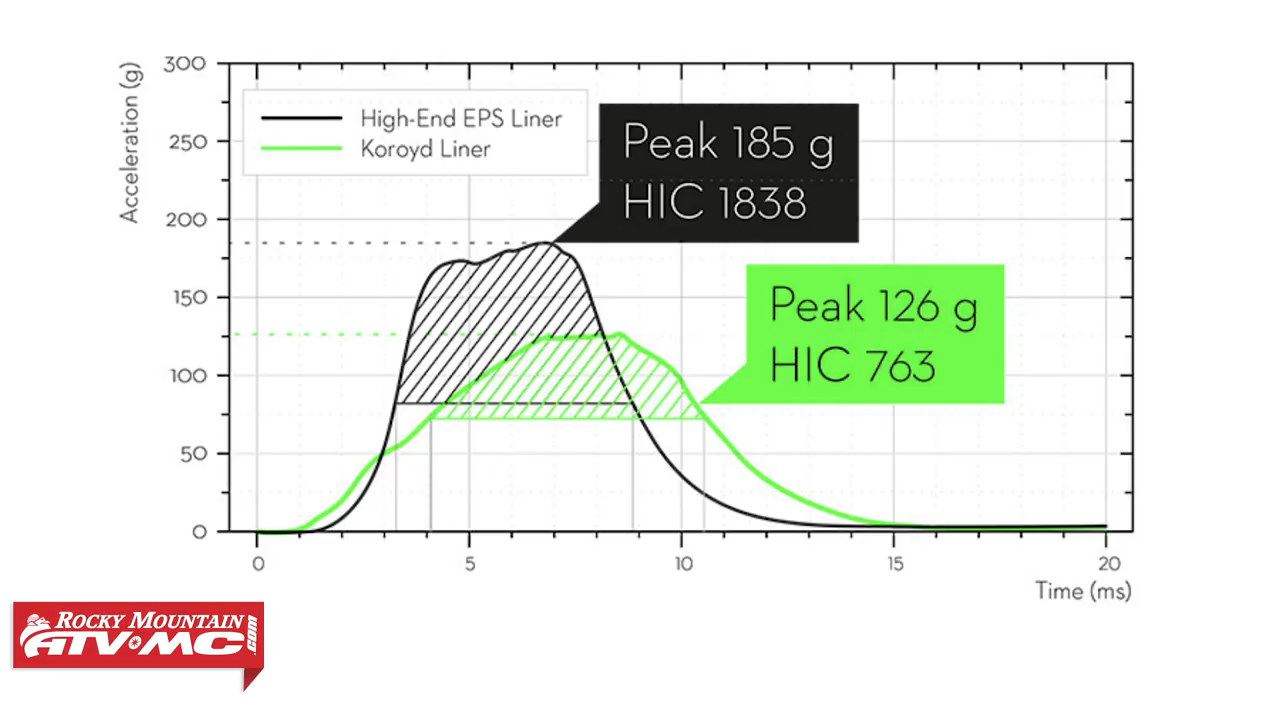 300
Acceleration (g)
High-End EPS Liner
Koroyd Liner
Peak 185 g
HIC 1838
250
200
150
100
50
0
Peak 126 g
HIC 763
0 5 10 15 20
Time (ms)
ROCKY MOUNTAIN
ATV MC .com